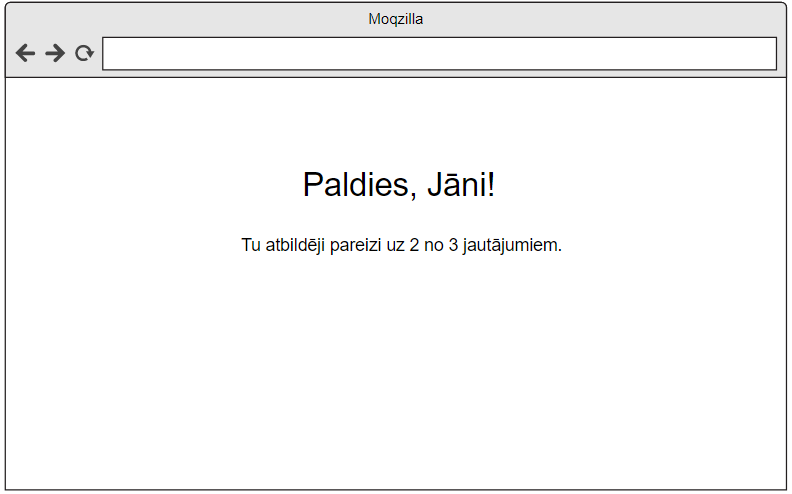 Moqzilla
Paldies, Jāni!
Tu atbildēji pareizi uz 2 no 3 jautājumiem.